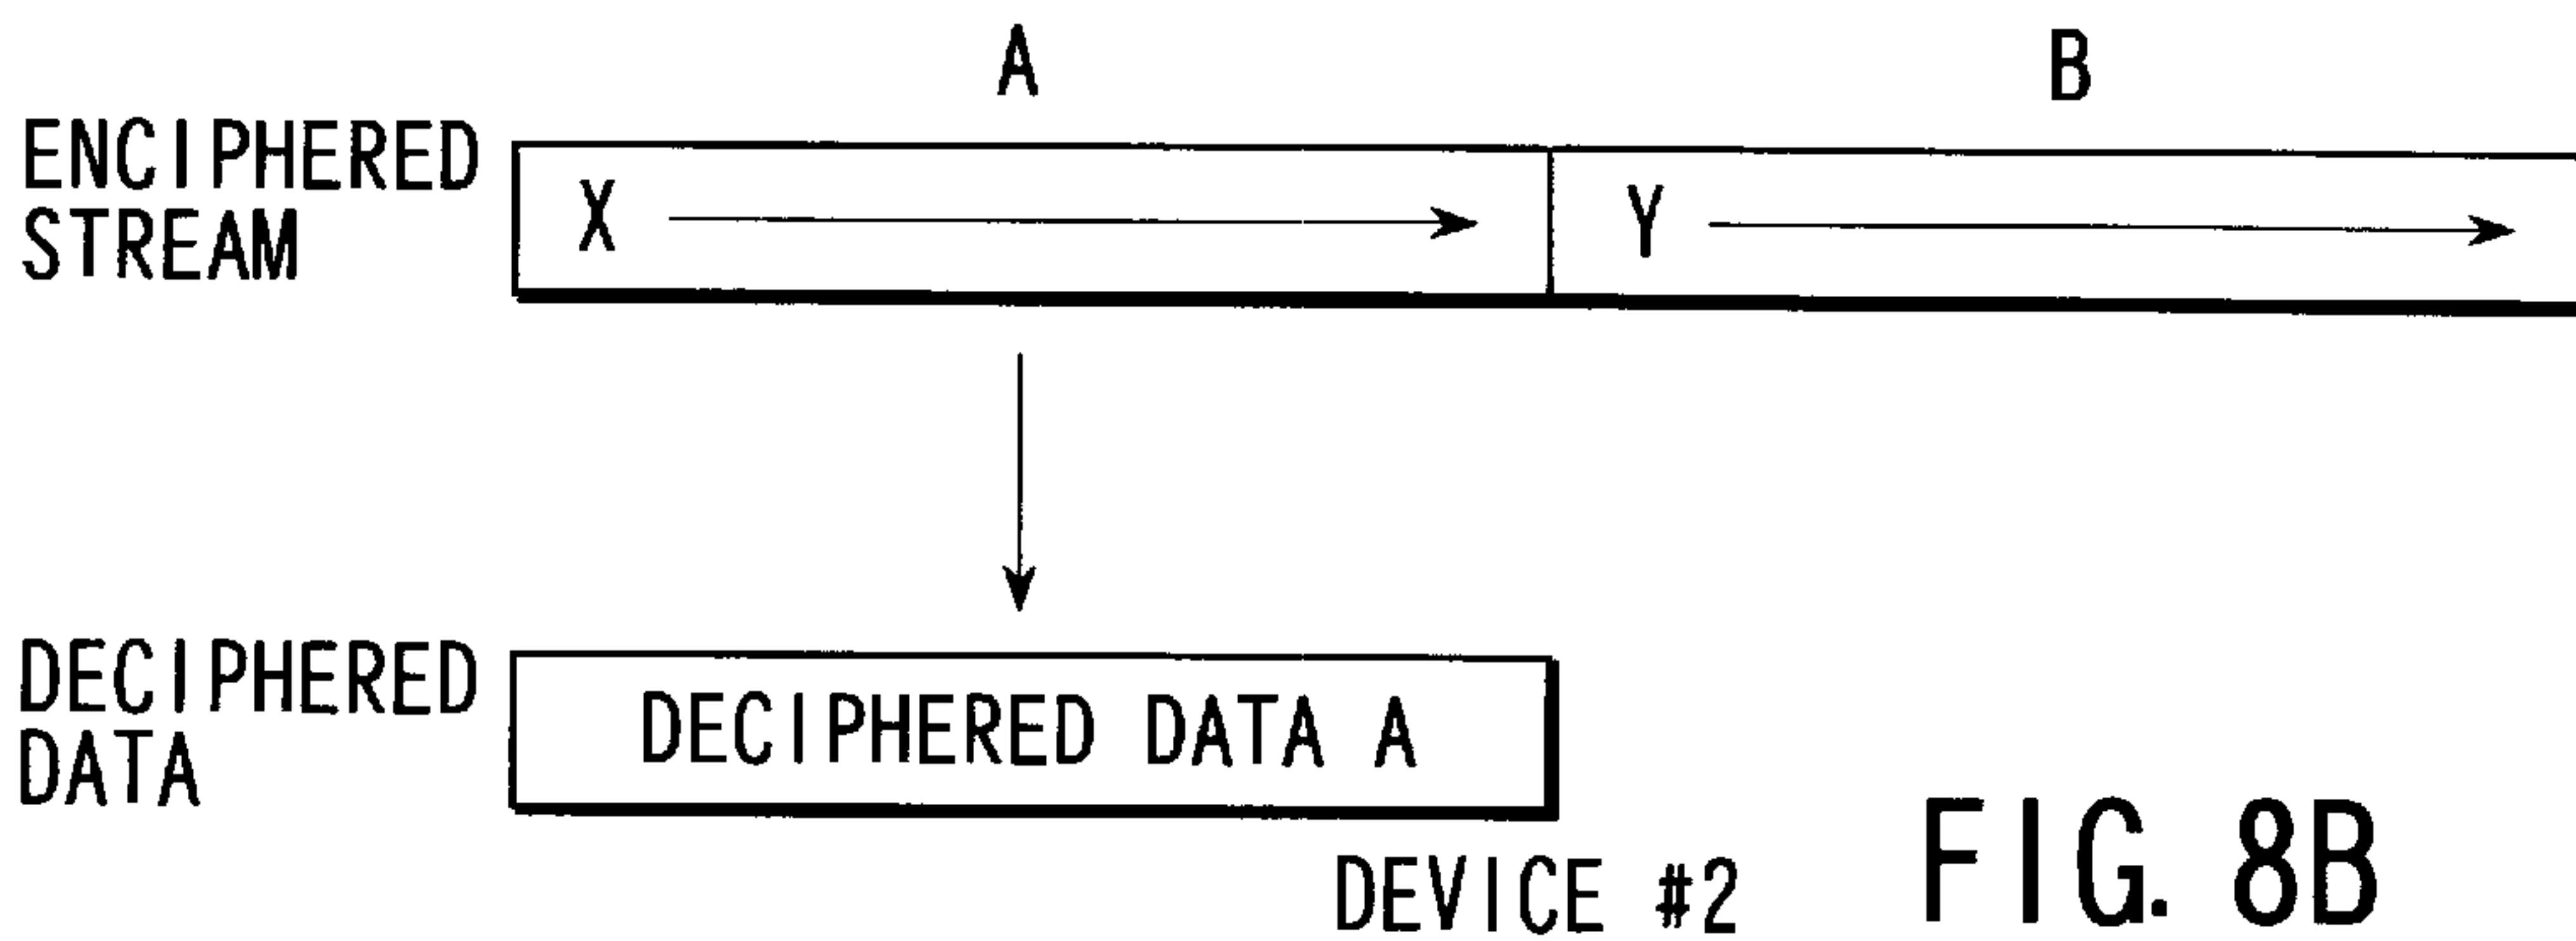 A
B
ENCIPHERED
STREAM
X
Y
DECIPHERED
DATA
DECIPHERED DATA A
DEVICE #2
FIG. 8B